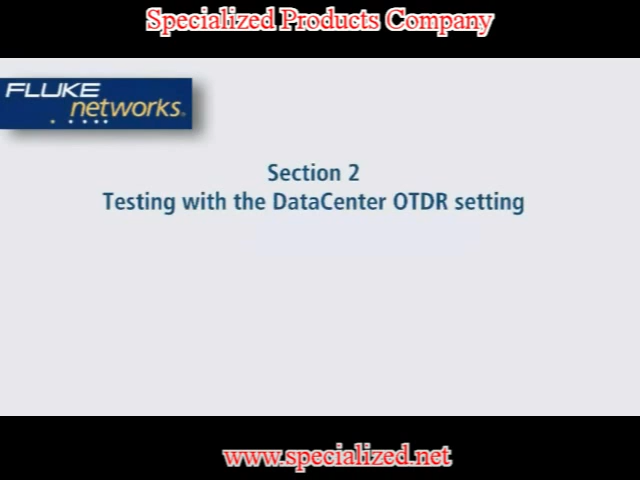 Specialized Products Company
FLUKE
networks®
Section 2
Testing with the DataCenter OTDR setting
www.specialized.net